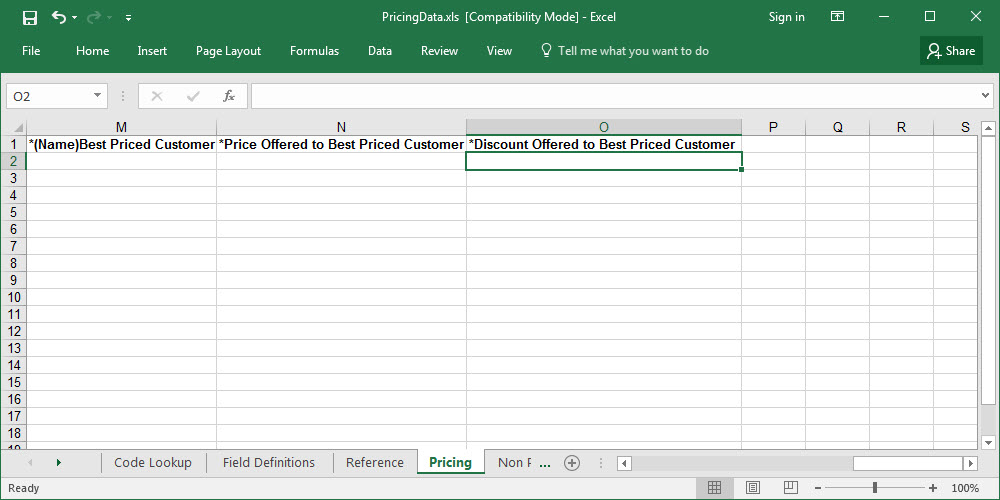 PricingData.xls [Compatibility Mode] - Excel
Sign in
File Home Insert Page Layout Formulas Data Review View Tell me what you want to do Share
O2 fx
M N O P Q R S
1 *(Name)Best Priced Customer *Price Offered to Best Priced Customer *Discount Offered to Best Priced Customer
2
3
4
5
6
7
8
9
10
11
12
13
14
15
16
17
18
Code Lookup Field Definitions Reference Pricing Non ...
Ready 100%